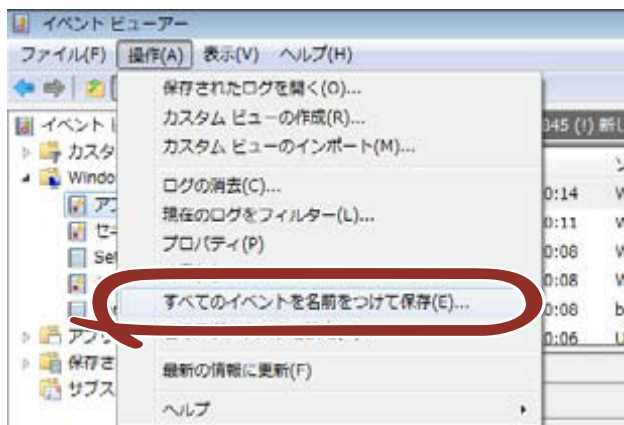 イベント ビューアー
ファイル(F) 操作(A) 表示(V) ヘルプ(H)
保存されたログを開く(O)...
カスタム ビューの作成(R)...
カスタム ビューのインポート(M)...
ログの消去(C)...
現在のログをフィルター(L)...
プロパティ(P)
すべてのイベントを名前をつけて保存(E)...
最新の情報に更新(F)
ヘルプ
イベント
カスタ
Windo
ア
セ
Set
アプリ
保存さ
サブス
345 (!) 新し
ソ
0:14 W
0:11 W
0:08 W
0:08 W
0:08 b
0:06 U